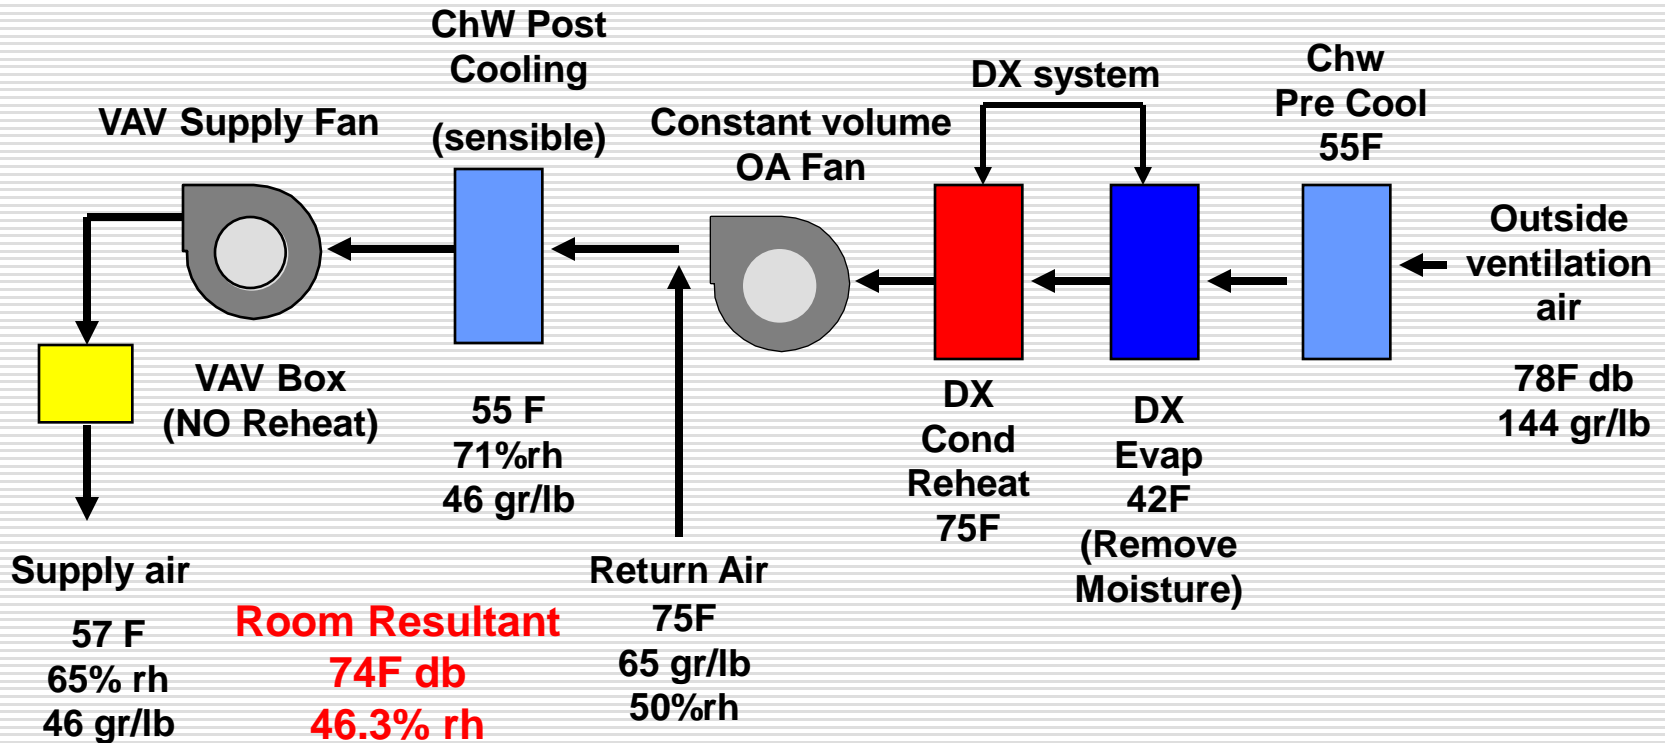 ChW Post
Cooling
(sensible)
VAV Supply Fan
Constant volume
OA Fan
DX system
Chw
Pre Cool
55F
Outside
ventilation
air
78F db
144 gr/lb
DX
Evap
42F
(Remove
Moisture)
DX
Cond
Reheat
75F
Return Air
75F
65 gr/lb
50%rh
55 F
71%rh
46 gr/lb
VAV Box
(NO Reheat)
Supply air
57 F
65% rh
46 gr/lb
Room Resultant
74F db
46.3% rh